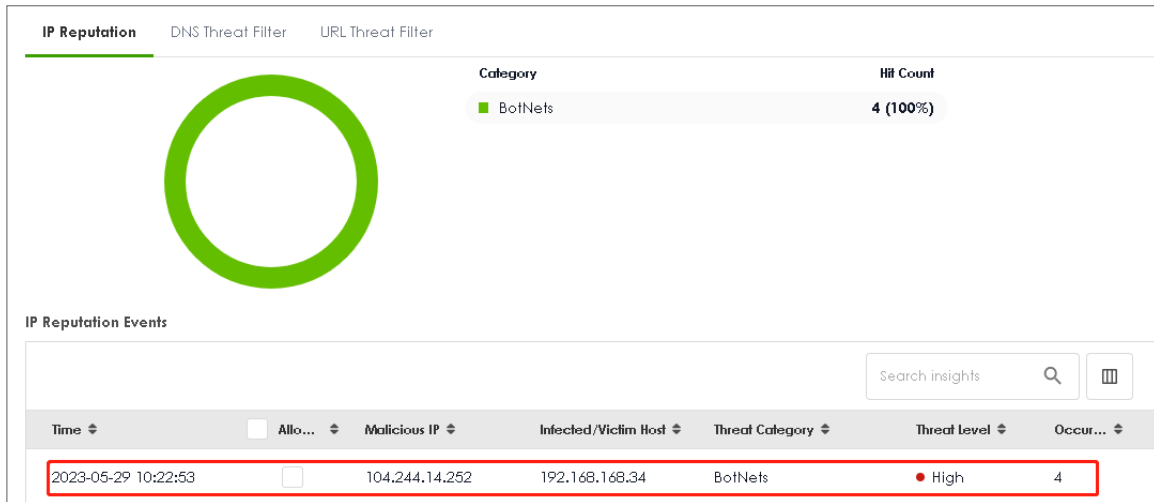 IP Reputation DNS Threat Filter URL Threat Filter
Category Hit Count
BotNets 4 (100%)
IP Reputation Events
Search insights
Time Allo... Malicious IP Infected/Victim Host Threat Category Threat Level Occur...
2023-05-29 10:22:53 104.244.14.252 192.168.168.34 BotNets High 4